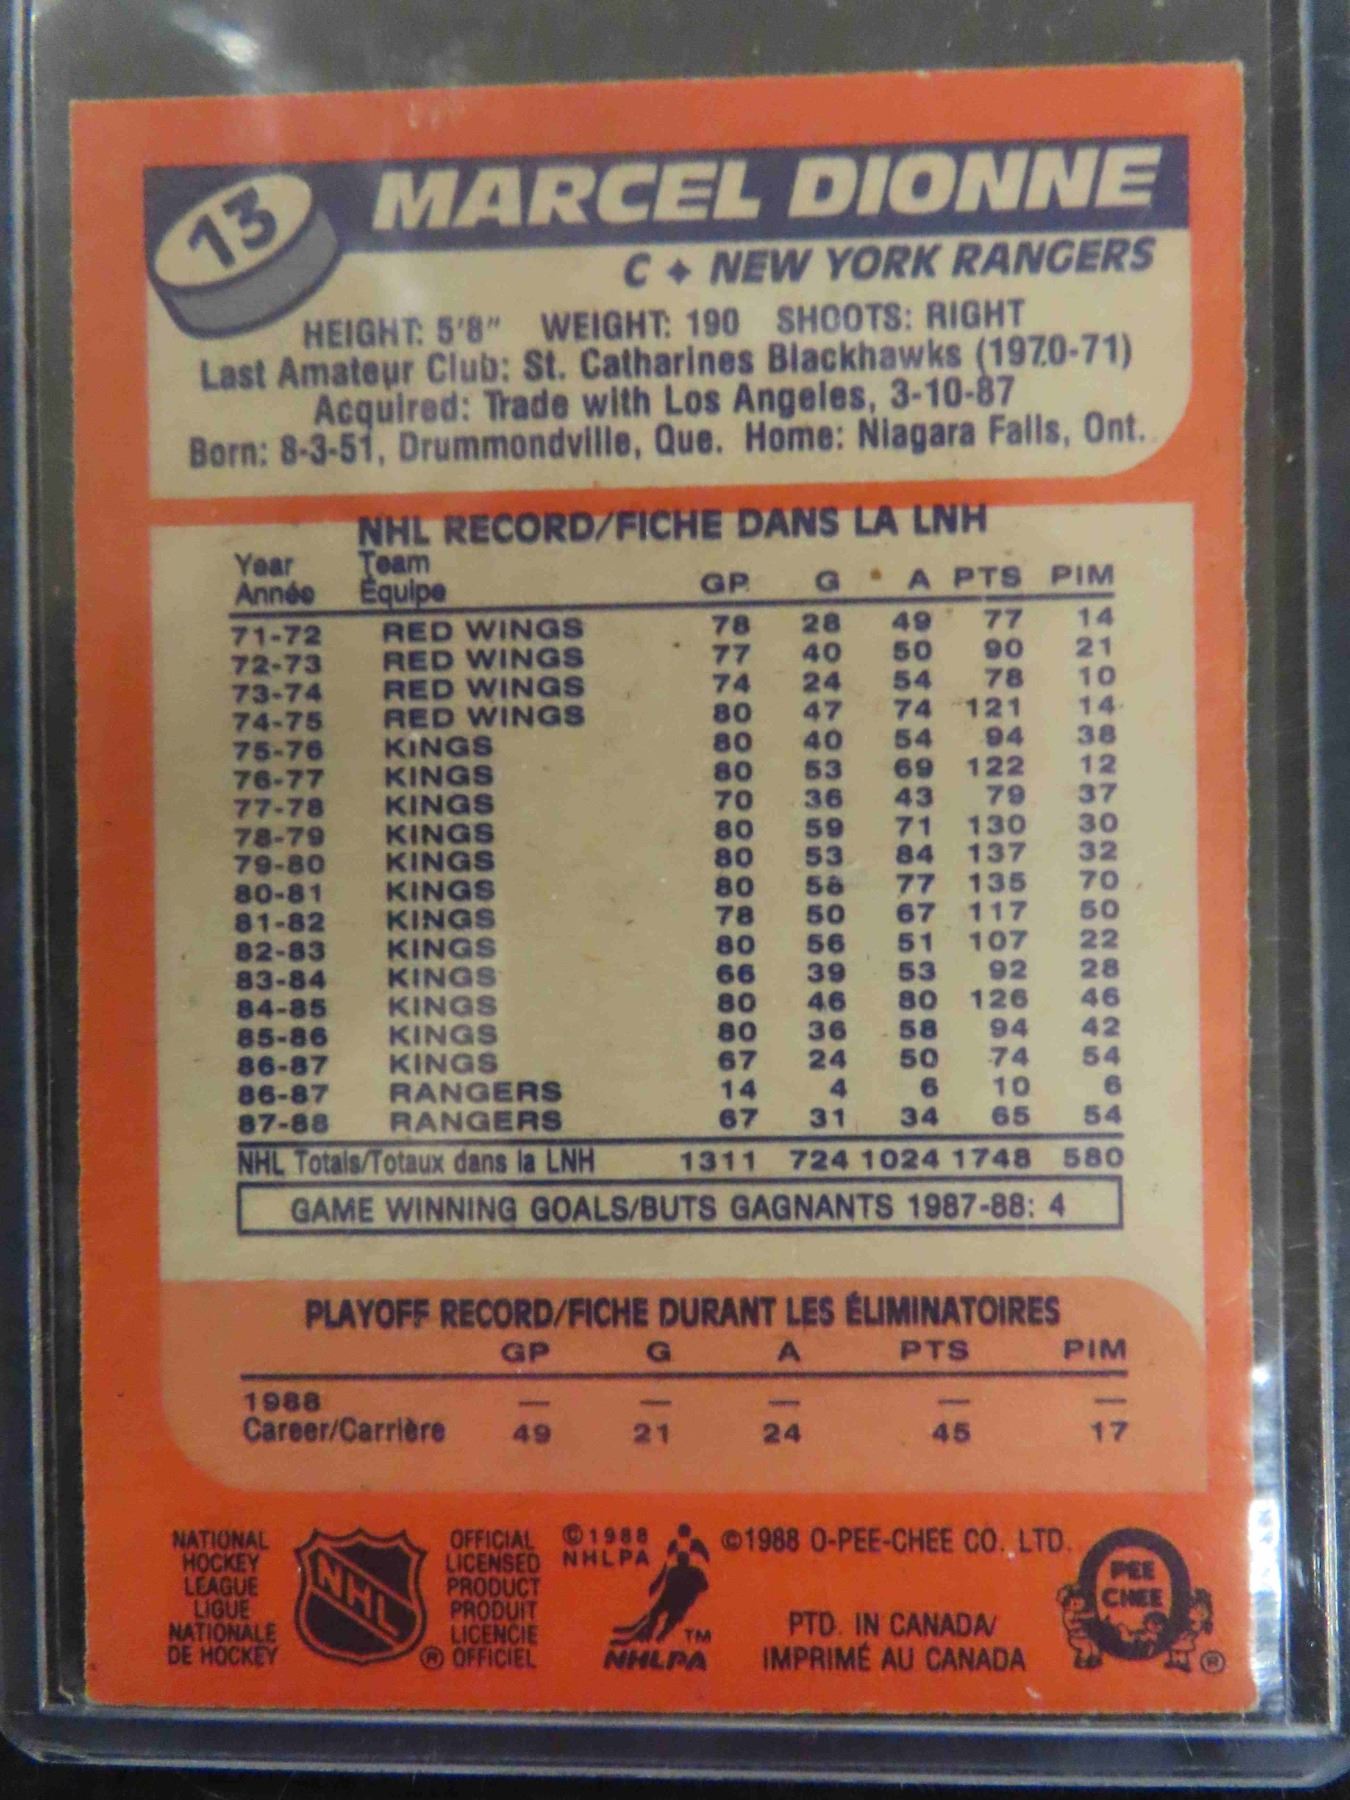 73
MARCEL DIONNE
C ✦ NEW YORK RANGERS
HEIGHT: 5'8" WEIGHT: 190 SHOOTS: RIGHT
Last Amateur Club: St. Catharines Blackhawks (1970-71)
Acquired: Trade with Los Angeles, 3-10-87
Born: 8-3-51, Drummondville, Que. Home: Niagara Falls, Ont.
NHL RECORD/FICHE DANS LA LNH
Year Team
Année Équipe GP G A PTS PIM
71-72 RED WINGS 78 28 49 77 14
72-73 RED WINGS 77 40 50 90 21
73-74 RED WINGS 74 24 54 78 10
74-75 RED WINGS 80 47 74 121 14
75-76 KINGS 80 40 54 94 38
76-77 KINGS 80 53 69 122 12
77-78 KINGS 70 36 43 79 37
78-79 KINGS 80 59 71 130 30
79-80 KINGS 80 53 84 137 32
80-81 KINGS 80 58 77 135 70
81-82 KINGS 78 50 67 117 50
82-83 KINGS 80 56 51 107 22
83-84 KINGS 66 39 53 92 28
84-85 KINGS 80 46 80 126 46
85-86 KINGS 80 36 58 94 42
86-87 KINGS 67 24 50 74 54
86-87 RANGERS 14 4 6 10 6
87-88 RANGERS 67 31 34 65 54
NHL Totals/Totaux dans la LNH 1311 724 1024 1748 580
GAME WINNING GOALS/BUTS GAGNANTS 1987-88: 4
PLAYOFF RECORD/FICHE DURANT LES ÉLIMINATOIRES
GP G A PTS PIM
1988 — — — — —
Career/Carrière 49 21 24 45 17
NATIONAL
HOCKEY
LEAGUE
LIGUE
NATIONALE
DE HOCKEY
NHL
®
OFFICIAL
LICENSED
PRODUCT
PRODUIT
LICENCIE
OFFICIEL
©1988
NHLPA
TM
NHLPA
©1988 O-PEE-CHEE CO. LTD.
PTD. IN CANADA/
IMPRIMÉ AU CANADA
O
PEE
CHEE
®